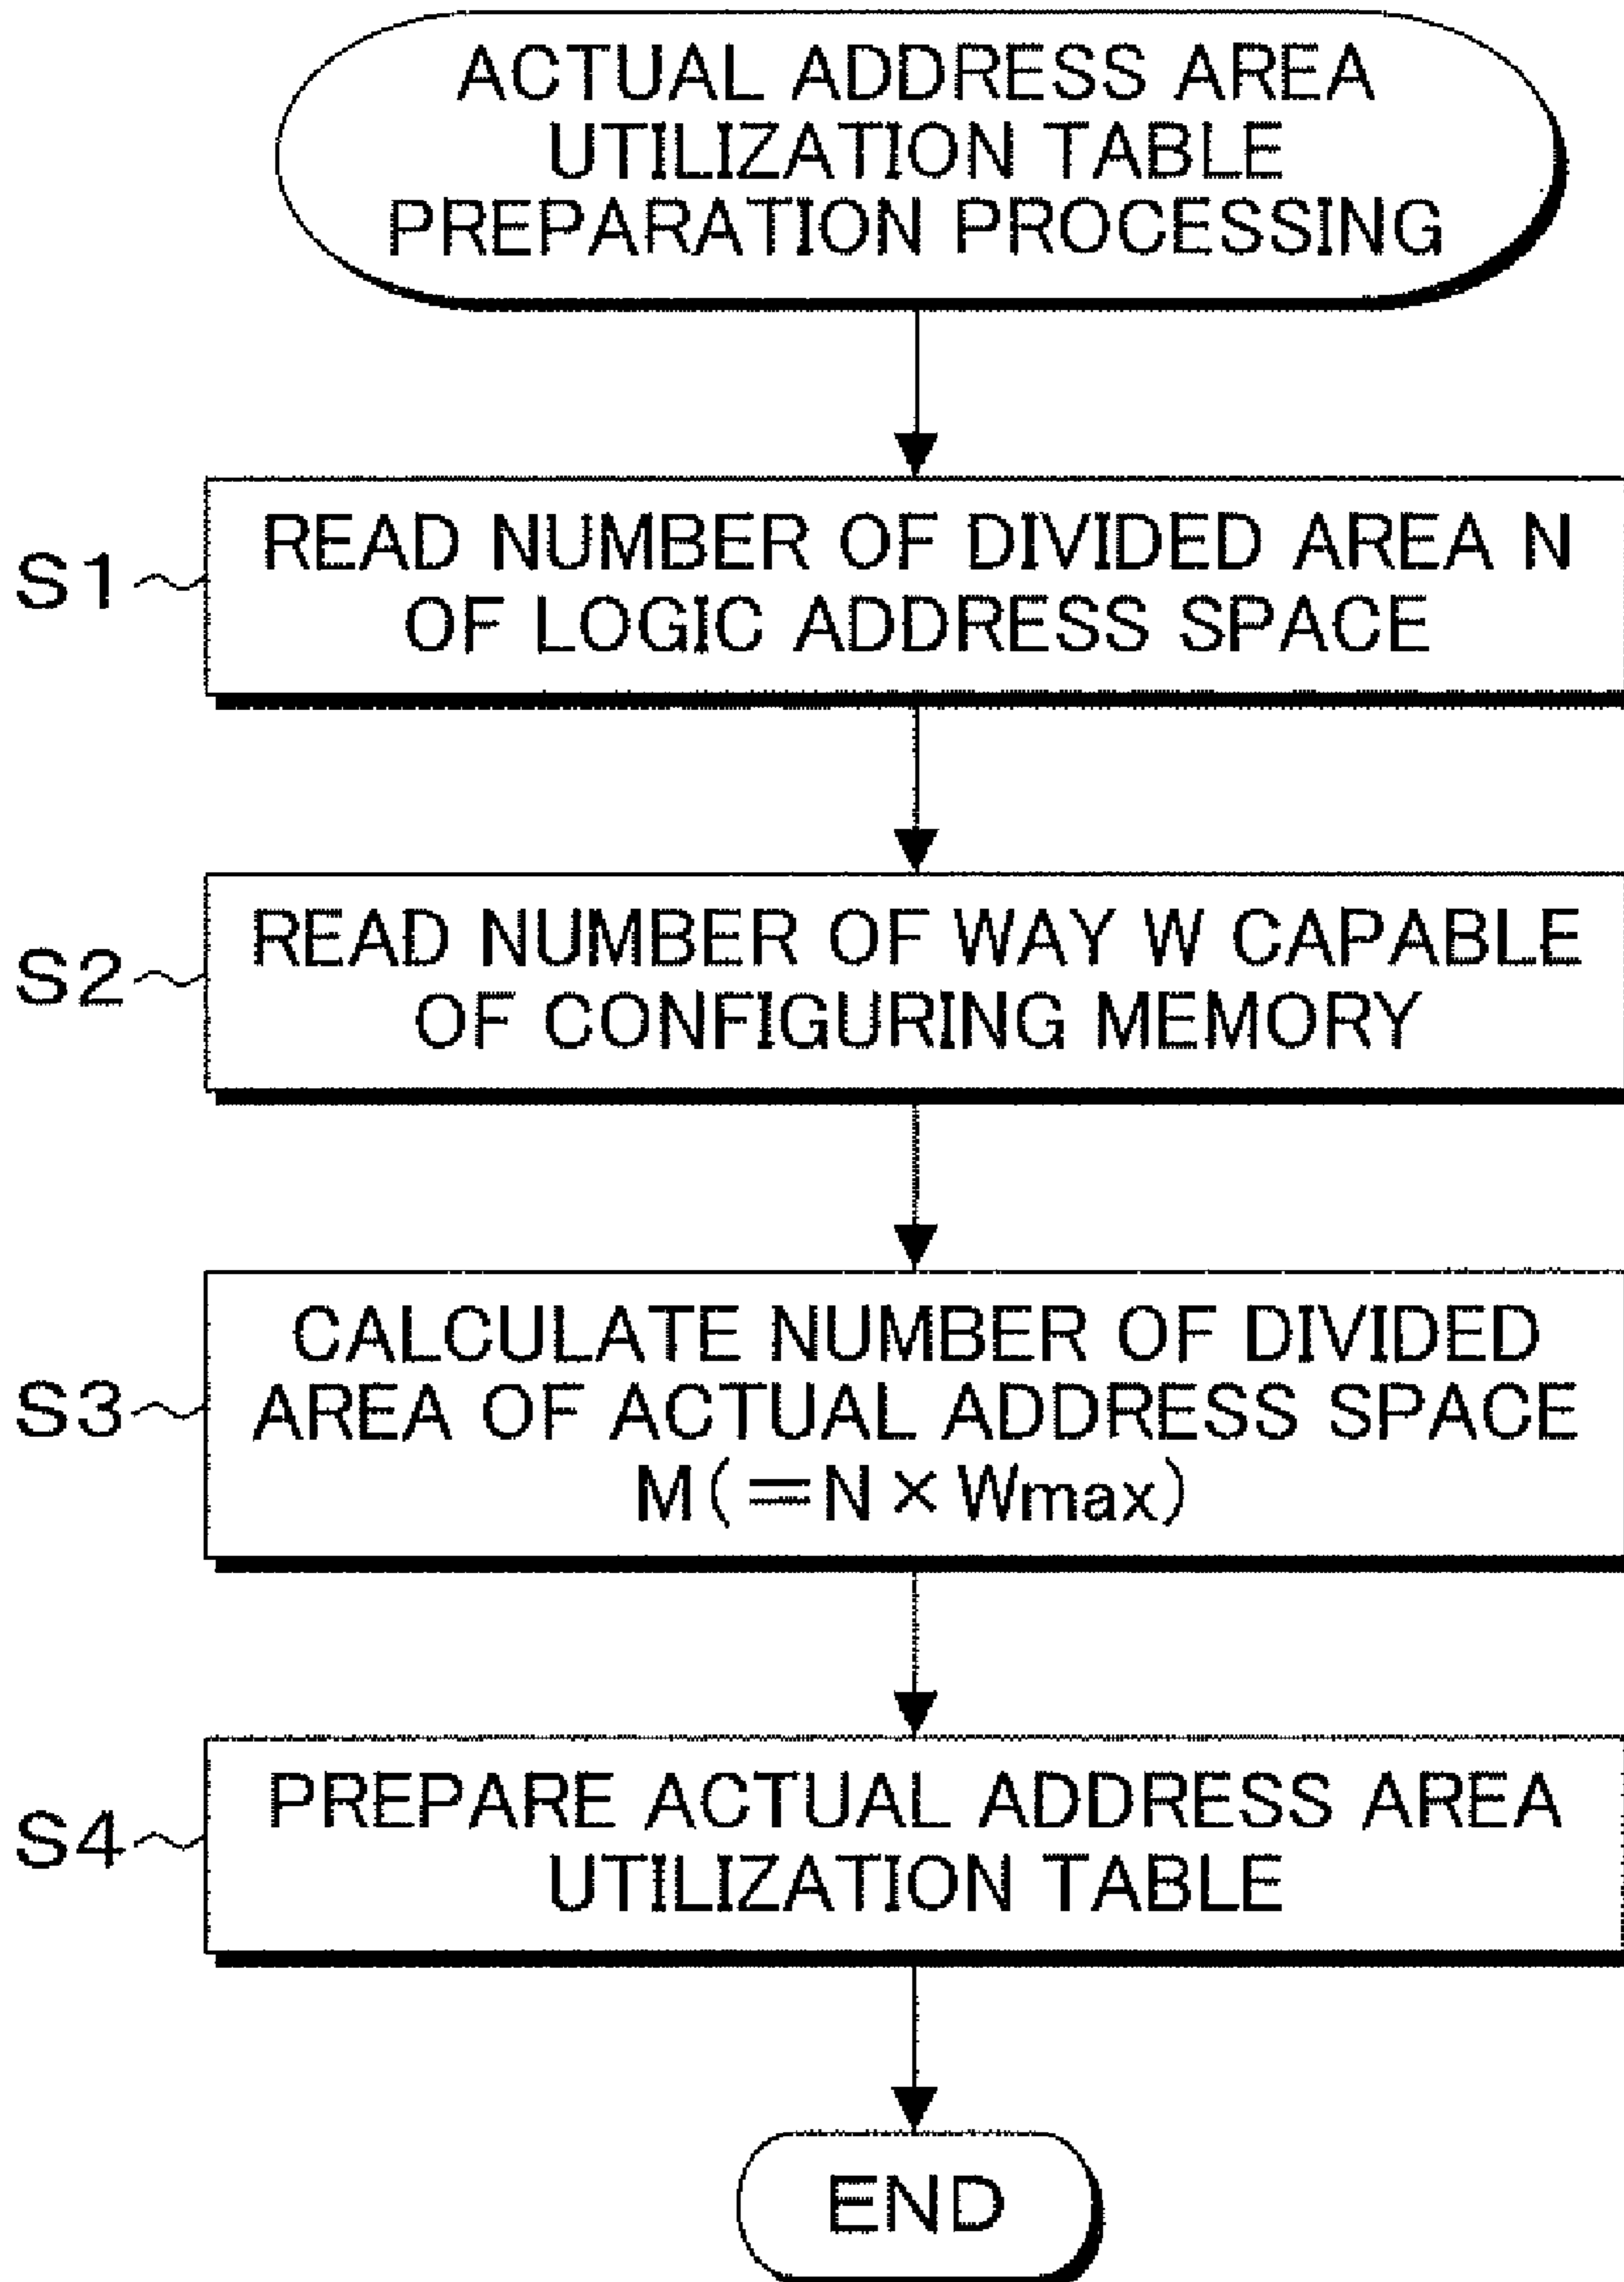 ACTUAL ADDRESS AREA
UTILIZATION TABLE
PREPARATION PROCESSING
S1
READ NUMBER OF DIVIDED AREA N
OF LOGIC ADDRESS SPACE
S2
READ NUMBER OF WAY W CAPABLE
OF CONFIGURING MEMORY
S3
CALCULATE NUMBER OF DIVIDED
AREA OF ACTUAL ADDRESS SPACE
M(=N×Wmax)
S4
PREPARE ACTUAL ADDRESS AREA
UTILIZATION TABLE
END